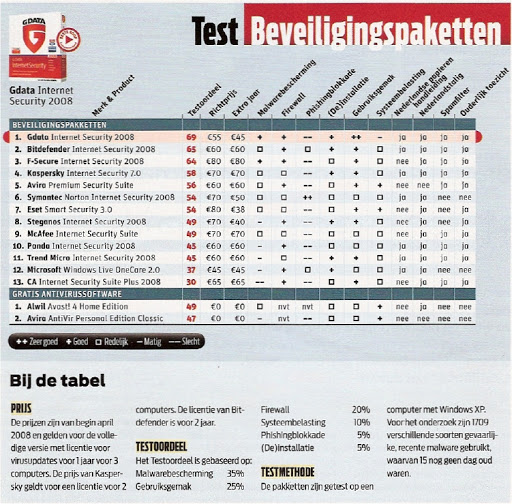 GDATA
InternetSecurity
Test Beveiligingspaketten
Gdata Internet
Security 2008
Merk & Product
Testoordeel
Richtprijs
Extra jaar
Malwarebescherming
Firewall
Phishingblokkade
(De)installatie
Gebruiksgemak
Systeembelasting
Nederlandse papieren handleiding
Nederlandstalig
Spamfilter
Ouderlijk toezicht
BEVEILIGINGSPAKKETTEN
1. Gdata Internet Security 2008 69 €55 €45 + + -- + ++ – ja ja ja ja
2. Bitdefender Internet Security 2008 65 €60 €60
3. F-Secure Internet Security 2008 64 €80 €80
4. Kaspersky Internet Security 7.0 58 €70 €70
5. Avira Premium Security Suite 56 €60 €60
6. Symantec Norton Internet Security 2008 54 €70 €50
7. Eset Smart Security 3.0 54 €80 €38
8. Steganos Internet Security 2008 49 €70 €40
9. McAfee Internet Security Suite 49 €70 €70
10. Panda Internet Security 2008 45 €60 €60
11. Trend Micro Internet Security 2008 45 €60 €60
12. Microsoft Windows Live OneCare 2.0 37 €45 €45
13. CA Internet Security Suite Plus 2008 30 €65 €65
GRATIS ANTIVIRUSSOFTWARE
1. Alwil Avast! 4 Home Edition 49 €0 €0 □ nvt nvt
2. Avira AntiVir Personal Edition Classic 47 €0 €0 – nvt
++ Zeer goed + Goed □ Redelijk – Matig -- Slecht
Bij de tabel
PRIJS
De prijzen zijn van begin april
2008 en gelden voor de volle-
dige versie met licentie voor
virusupdates voor 1 jaar voor 3
computers. De prijs van Kasper-
sky geldt voor een licentie voor 2
computers. De licentie van Bit-
defender is voor 2 jaar.
TESTOORDEEL
Het Testoordeel is gebaseerd op:
Malwarebescherming 35%
Gebruiksgemak 25%
Firewall 20%
Systeembelasting 10%
Phishingblokkade 5%
(De)Installatie 5%
TESTMETHODE
De pakketten zijn getest op een
computer met Windows XP.
Voor het onderzoek zijn 1709
verschillende soorten gevaarlij-
ke, recente malware gebruikt,
waarvan 15 nog geen dag oud
waren.